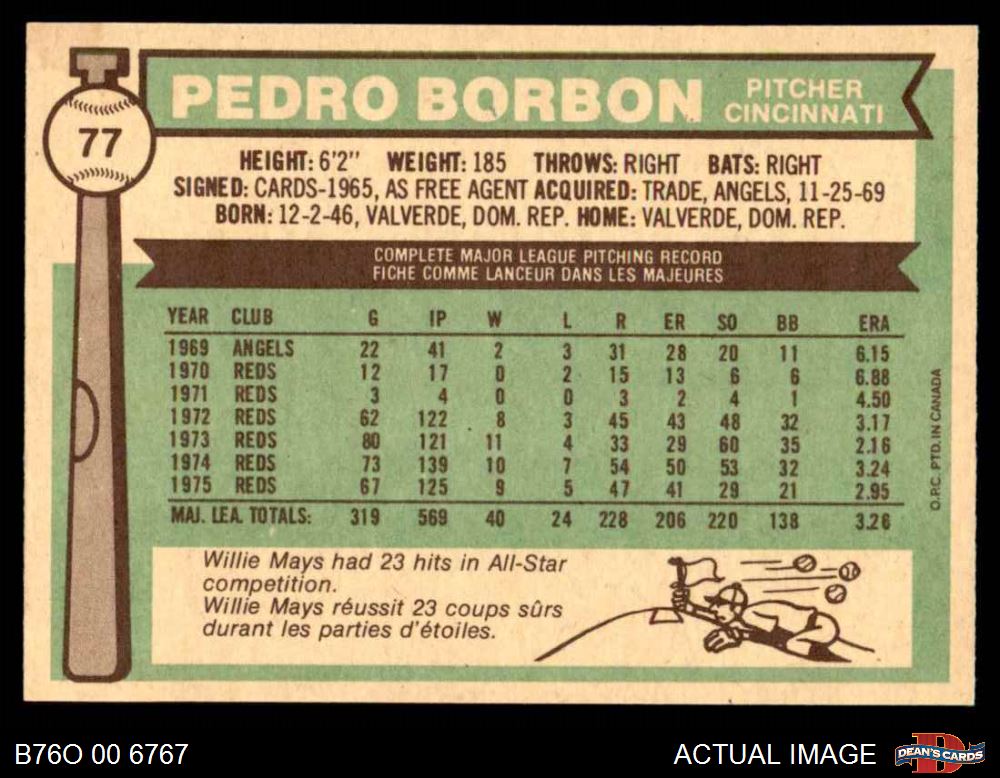 77
PEDRO BORBON
PITCHER
CINCINNATI
HEIGHT: 6'2" WEIGHT: 185 THROWS: RIGHT BATS: RIGHT
SIGNED: CARDS-1965, AS FREE AGENT ACQUIRED: TRADE, ANGELS, 11-25-69
BORN: 12-2-46, VALVERDE, DOM. REP. HOME: VALVERDE, DOM. REP.
COMPLETE MAJOR LEAGUE PITCHING RECORD
FICHE COMME LANCEUR DANS LES MAJEURES
YEAR CLUB G IP W L R ER SO BB ERA
1969 ANGELS 22 41 2 3 31 28 20 11 6.15
1970 REDS 12 17 0 2 15 13 6 6 6.88
1971 REDS 3 4 0 0 3 2 4 1 4.50
1972 REDS 62 122 8 3 45 43 48 32 3.17
1973 REDS 80 121 11 4 33 29 60 35 2.16
1974 REDS 73 139 10 7 54 50 53 32 3.24
1975 REDS 67 125 9 5 47 41 29 21 2.95
MAJ. LEA. TOTALS: 319 569 40 24 228 206 220 138 3.26
O.P.C. PTD. IN CANADA
Willie Mays had 23 hits in All-Star
competition.
Willie Mays réussit 23 coups sûrs
durant les parties d'étoiles.
B76O 00 6767
ACTUAL IMAGE
DEAN'S CARDS